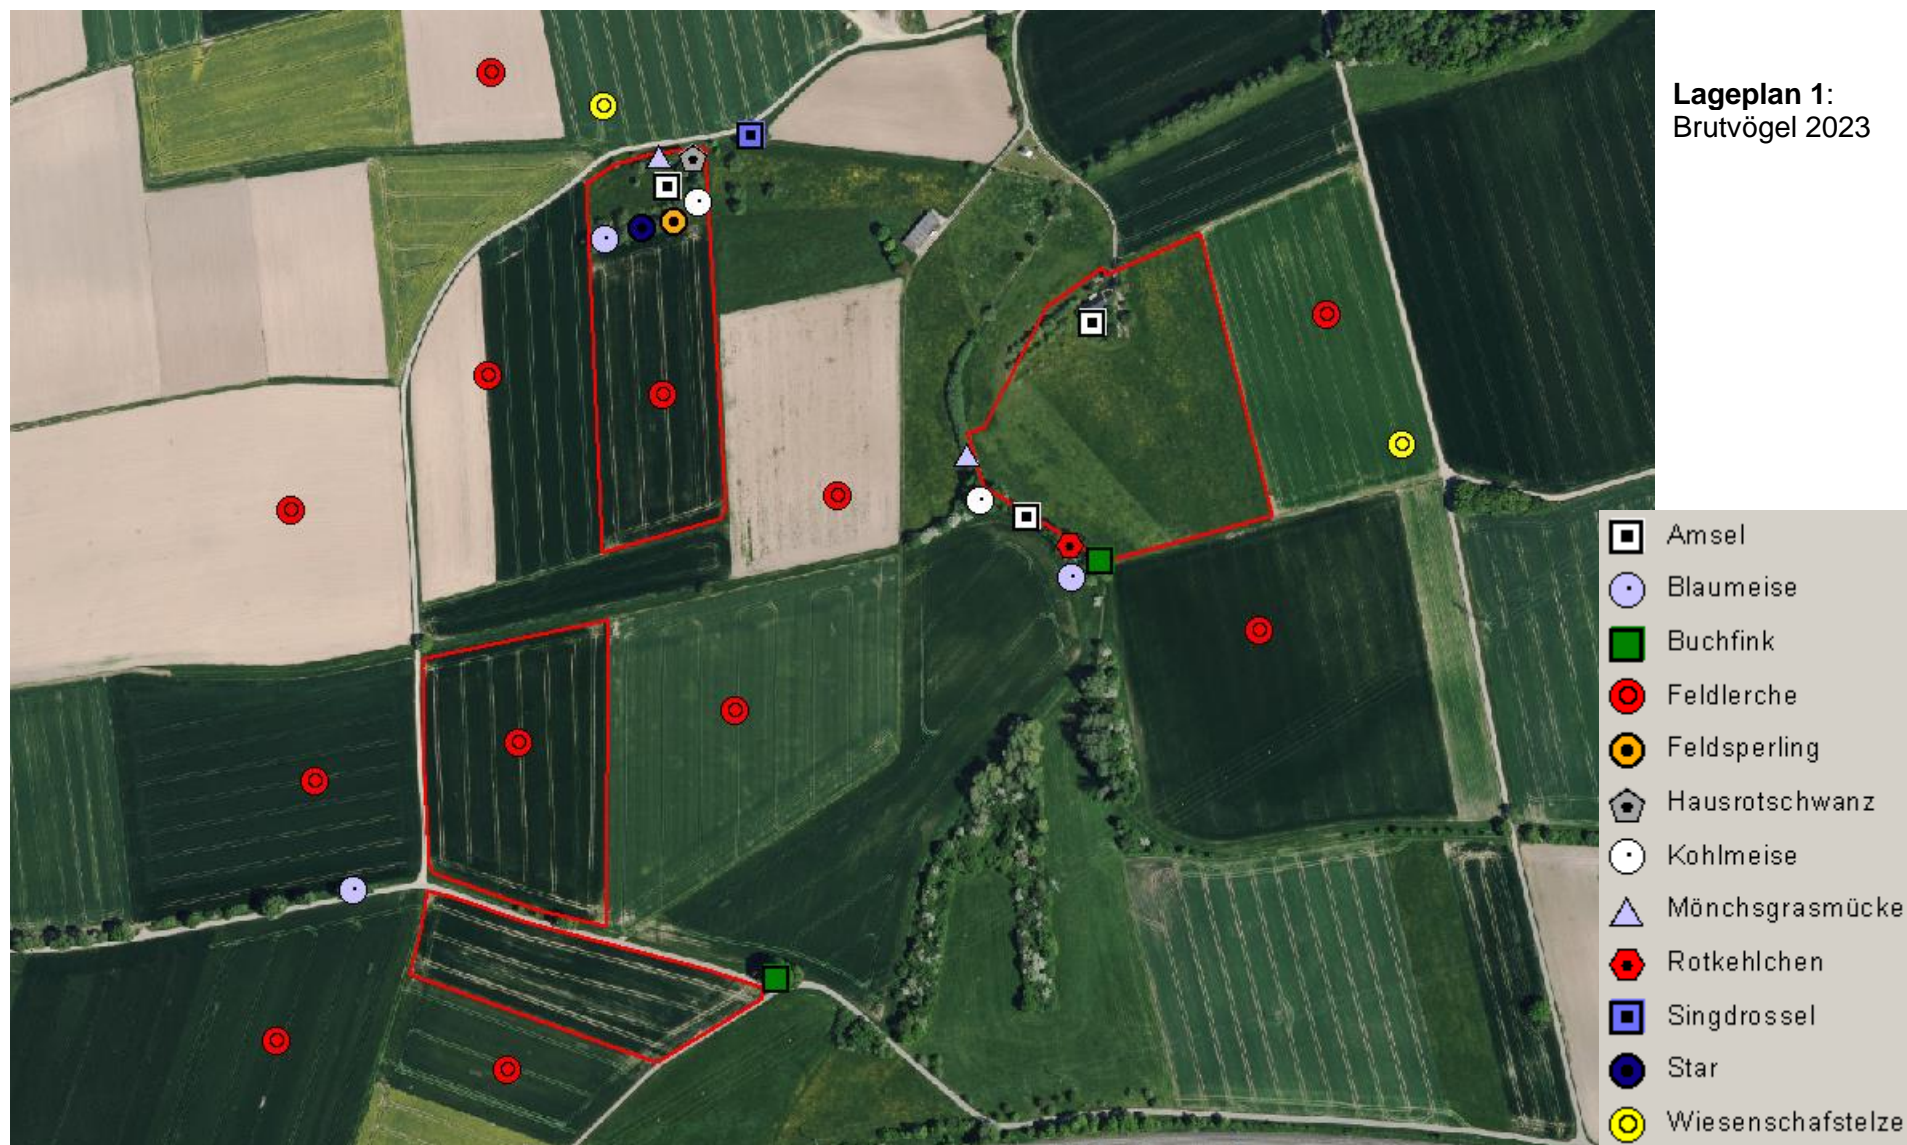 Lageplan 1:
Brutvögel 2023
Amsel
Blaumeise
Buchfink
Feldlerche
Feldsperling
Hausrotschwanz
Kohlmeise
Mönchsgrasmücke
Rotkehlchen
Singdrossel
Star
Wiesenschafstelze